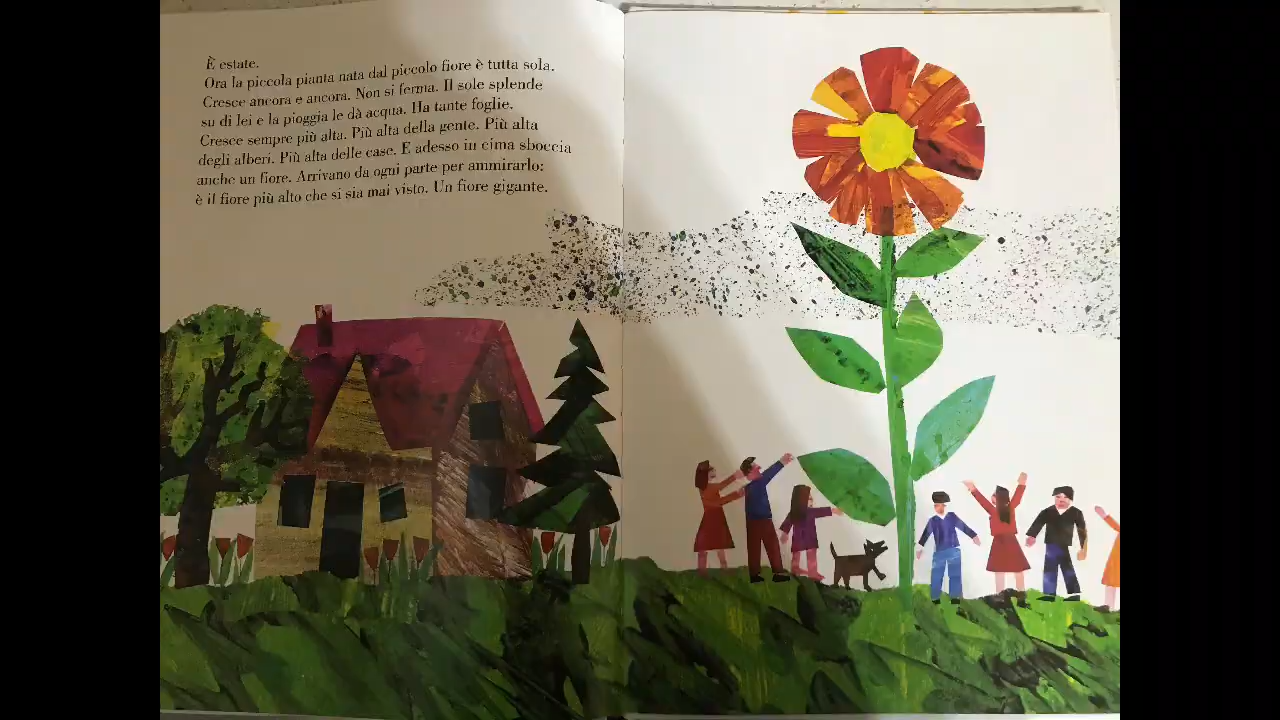 È estate.
Ora la piccola pianta nata dal piccolo fiore è tutta sola.
Cresce ancora e ancora. Non si ferma. Il sole splende
su di lei e la pioggia le dà acqua. Ha tante foglie.
Cresce sempre più alta. Più alta della gente. Più alta
degli alberi. Più alta delle case. E adesso in cima sboccia
anche un fiore. Arrivano da ogni parte per ammirarlo:
è il fiore più alto che si sia mai visto. Un fiore gigante.